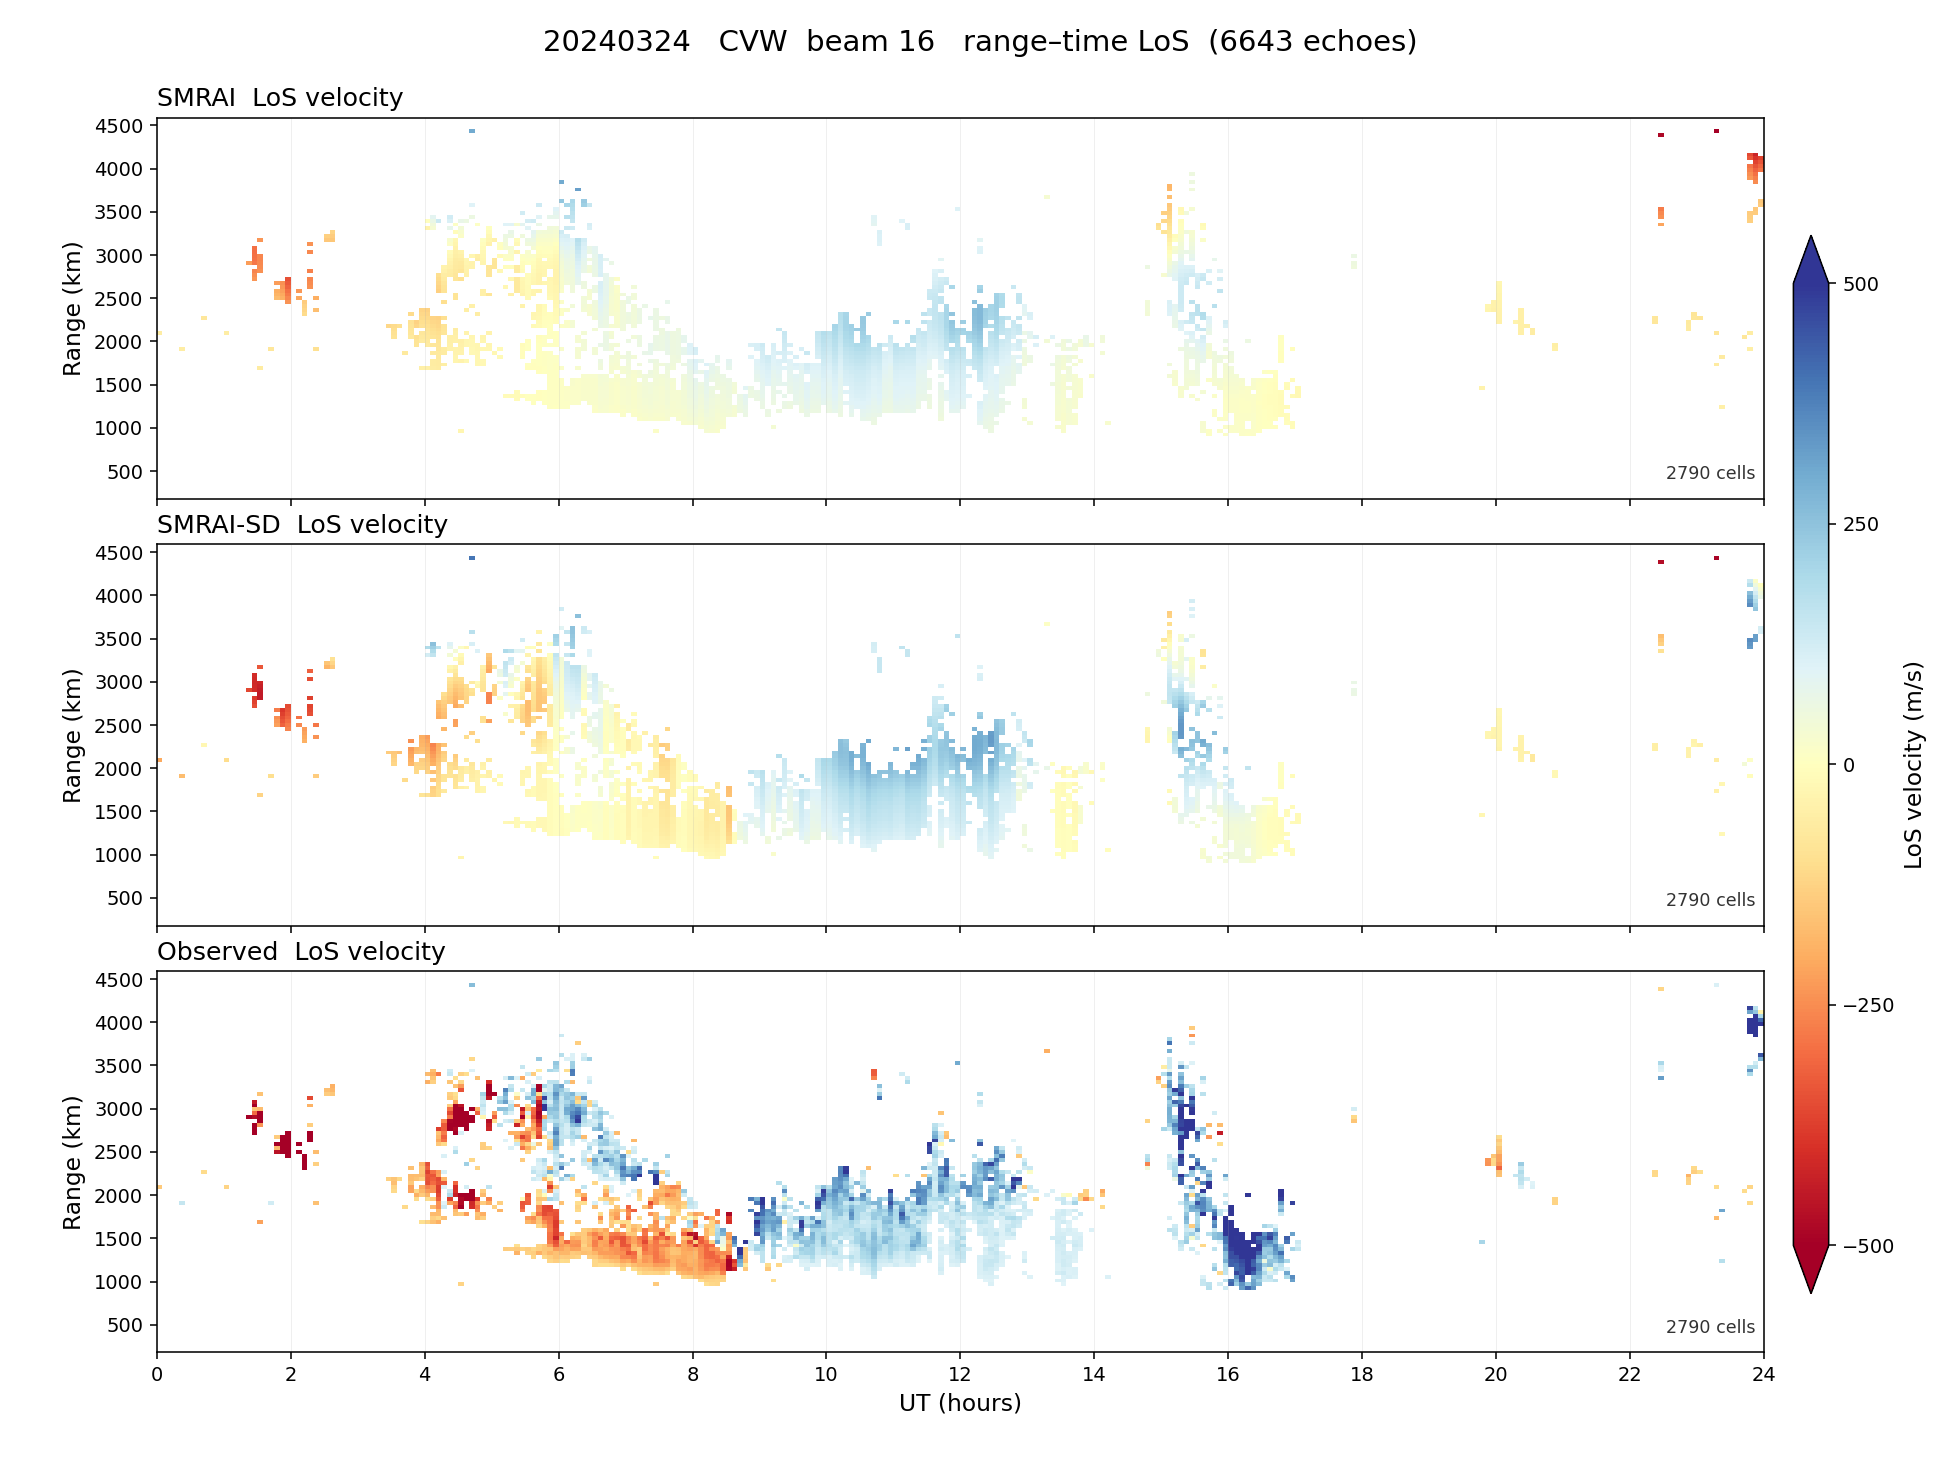 20240324 CVW beam 16 range–time LoS (6643 echoes)
SMRAI LoS velocity
4500
4000
3500
3000
2500
2000
1500
1000
500
Range (km)
2790 cells
SMRAI-SD LoS velocity
4500
4000
3500
3000
2500
2000
1500
1000
500
Range (km)
2790 cells
Observed LoS velocity
4500
4000
3500
3000
2500
2000
1500
1000
500
Range (km)
2790 cells
0 2 4 6 8 10 12 14 16 18 20 22 24
UT (hours)
500
250
0
−250
−500
LoS velocity (m/s)